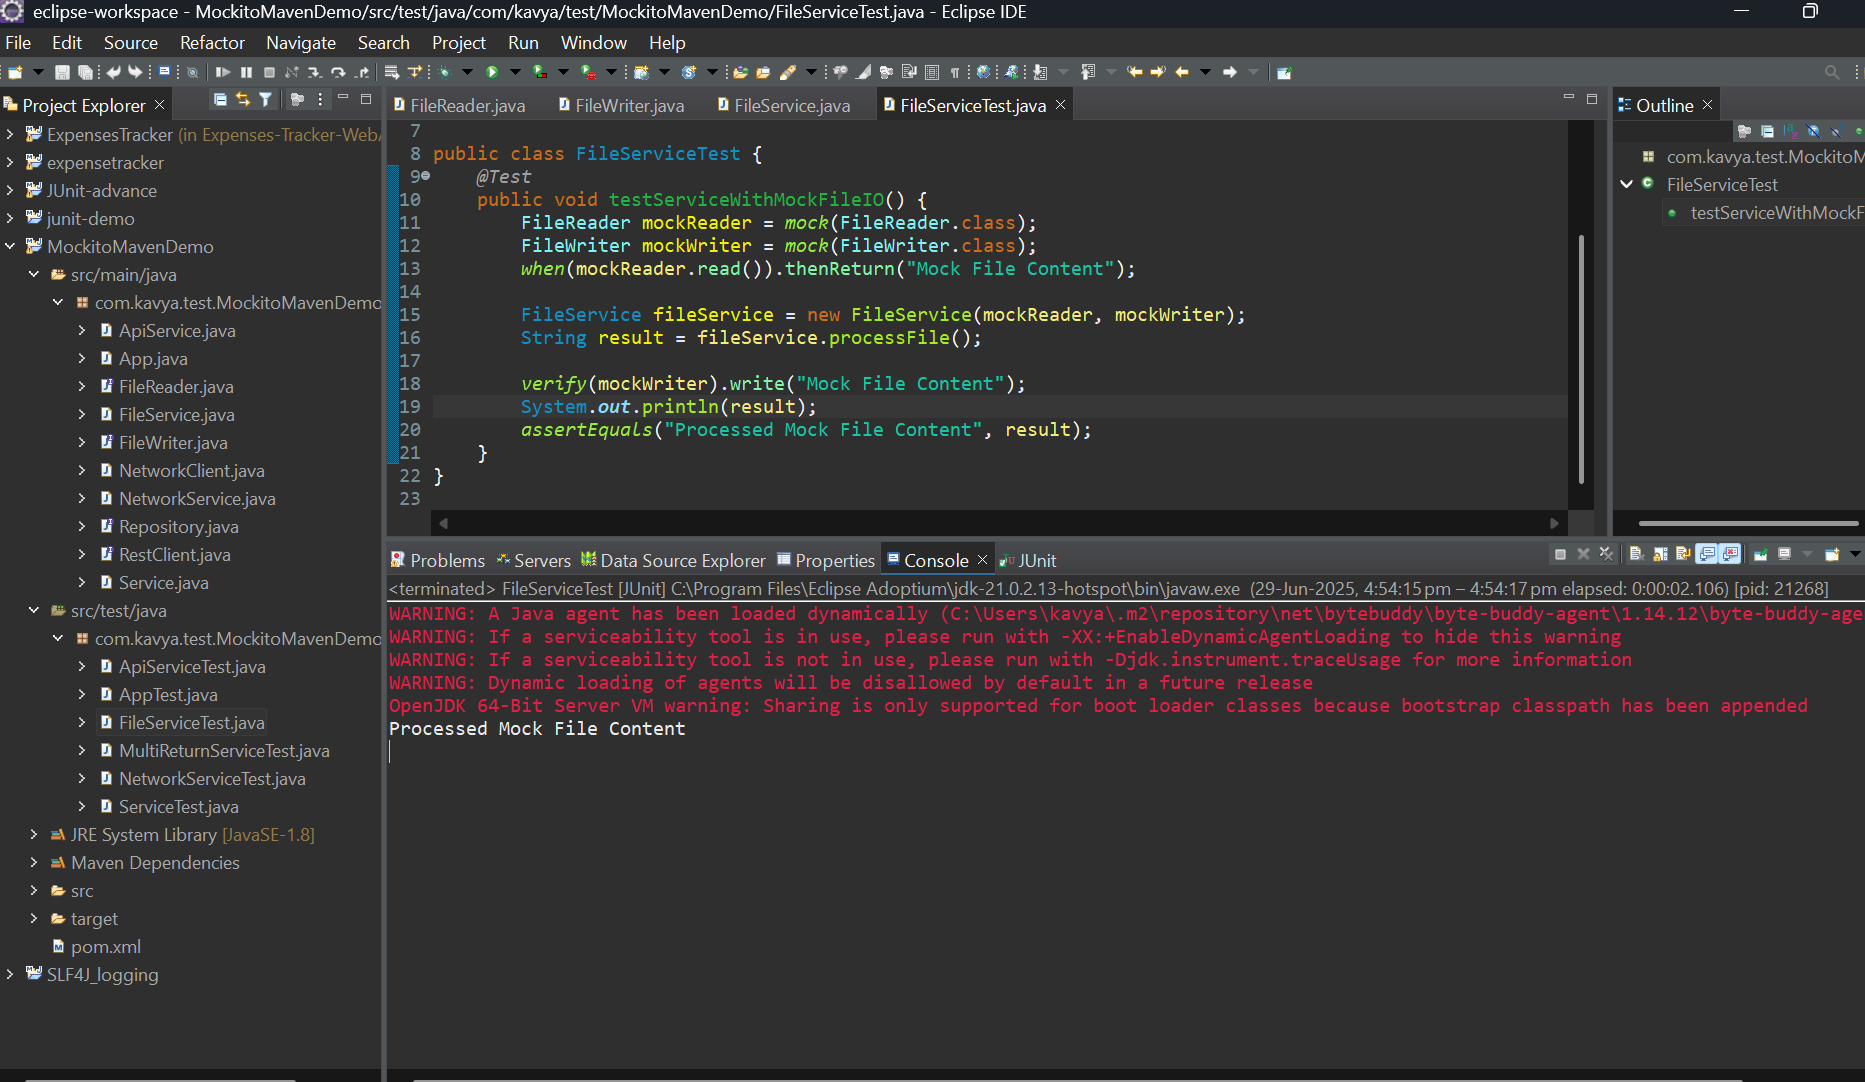 eclipse-workspace - MockitoMavenDemo/src/test/java/com/kavya/test/MockitoMavenDemo/FileServiceTest.java - Eclipse IDE
File Edit Source Refactor Navigate Search Project Run Window Help
Project Explorer
ExpensesTracker (in Expenses-Tracker-WebA
expensetracker
JUnit-advance
junit-demo
MockitoMavenDemo
src/main/java
com.kavya.test.MockitoMavenDemo
ApiService.java
App.java
FileReader.java
FileService.java
FileWriter.java
NetworkClient.java
NetworkService.java
Repository.java
RestClient.java
Service.java
src/test/java
com.kavya.test.MockitoMavenDemo
ApiServiceTest.java
AppTest.java
FileServiceTest.java
MultiReturnServiceTest.java
NetworkServiceTest.java
ServiceTest.java
JRE System Library [JavaSE-1.8]
Maven Dependencies
src
target
pom.xml
SLF4J_logging
FileReader.java FileWriter.java FileService.java FileServiceTest.java
7
8 public class FileServiceTest {
9 @Test
10 public void testServiceWithMockFileIO() {
11 FileReader mockReader = mock(FileReader.class);
12 FileWriter mockWriter = mock(FileWriter.class);
13 when(mockReader.read()).thenReturn("Mock File Content");
14
15 FileService fileService = new FileService(mockReader, mockWriter);
16 String result = fileService.processFile();
17
18 verify(mockWriter).write("Mock File Content");
19 System.out.println(result);
20 assertEquals("Processed Mock File Content", result);
21 }
22 }
23
Outline
com.kavya.test.MockitoM
FileServiceTest
testServiceWithMockF
Problems Servers Data Source Explorer Properties Console JUnit
<terminated> FileServiceTest [JUnit] C:\Program Files\Eclipse Adoptium\jdk-21.0.2.13-hotspot\bin\javaw.exe (29-Jun-2025, 4:54:15 pm – 4:54:17 pm elapsed: 0:00:02.106) [pid: 21268]
WARNING: A Java agent has been loaded dynamically (C:\Users\kavya\.m2\repository\net\bytebuddy\byte-buddy-agent\1.14.12\byte-buddy-age
WARNING: If a serviceability tool is in use, please run with -XX:+EnableDynamicAgentLoading to hide this warning
WARNING: If a serviceability tool is not in use, please run with -Djdk.instrument.traceUsage for more information
WARNING: Dynamic loading of agents will be disallowed by default in a future release
OpenJDK 64-Bit Server VM warning: Sharing is only supported for boot loader classes because bootstrap classpath has been appended
Processed Mock File Content